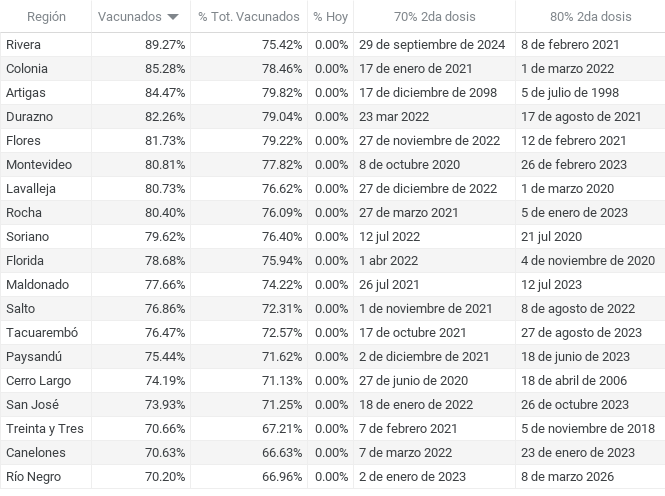 Región Vacunados % Tot. Vacunados % Hoy 70% 2da dosis 80% 2da dosis
Rivera 89.27% 75.42% 0.00% 29 de septiembre de 2024 8 de febrero 2021
Colonia 85.28% 78.46% 0.00% 17 de enero de 2021 1 de marzo 2022
Artigas 84.47% 79.82% 0.00% 17 de diciembre de 2098 5 de julio de 1998
Durazno 82.26% 79.04% 0.00% 23 mar 2022 17 de agosto de 2021
Flores 81.73% 79.22% 0.00% 27 de noviembre de 2022 12 de febrero 2021
Montevideo 80.81% 77.82% 0.00% 8 de octubre 2020 26 de febrero 2023
Lavalleja 80.73% 76.62% 0.00% 27 de diciembre de 2022 1 de marzo 2020
Rocha 80.40% 76.09% 0.00% 27 de marzo 2021 5 de enero de 2023
Soriano 79.62% 76.40% 0.00% 12 jul 2022 21 jul 2020
Florida 78.68% 75.94% 0.00% 1 abr 2022 4 de noviembre de 2020
Maldonado 77.66% 74.22% 0.00% 26 jul 2021 12 jul 2023
Salto 76.86% 72.31% 0.00% 1 de noviembre de 2021 8 de agosto de 2022
Tacuarembó 76.47% 72.57% 0.00% 17 de octubre 2021 27 de agosto de 2023
Paysandú 75.44% 71.62% 0.00% 2 de diciembre de 2021 18 de junio de 2023
Cerro Largo 74.19% 71.13% 0.00% 27 de junio de 2020 18 de abril de 2006
San José 73.93% 71.25% 0.00% 18 de enero de 2022 26 de octubre 2023
Treinta y Tres 70.66% 67.21% 0.00% 7 de febrero 2021 5 de noviembre de 2018
Canelones 70.63% 66.63% 0.00% 7 de marzo 2022 23 de enero de 2023
Río Negro 70.20% 66.96% 0.00% 2 de enero de 2023 8 de marzo 2026